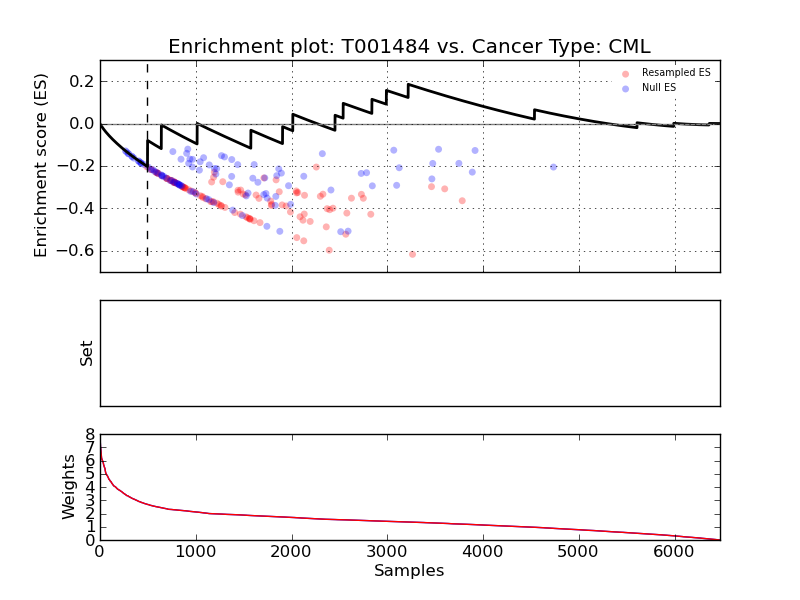 Enrichment plot: T001484 vs. Cancer Type: CML
Enrichment score (ES)
0.2
0.0
−0.2
−0.4
−0.6
Resampled ES
Null ES
Set
Weights
8
7
6
5
4
3
2
1
0
0 1000 2000 3000 4000 5000 6000
Samples